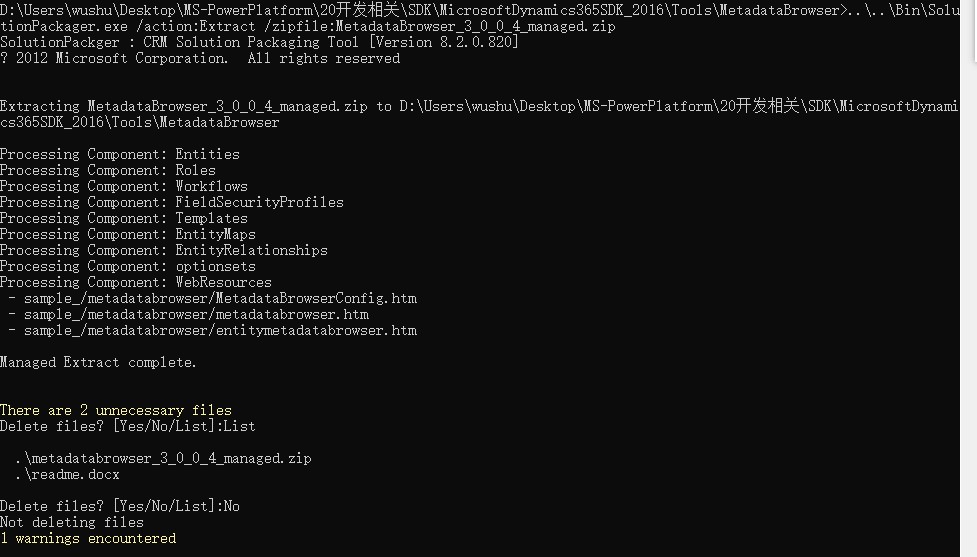 D:\Users\wushu\Desktop\MS-PowerPlatform\20开发相关\SDK\MicrosoftDynamics365SDK_2016\Tools\MetadataBrowser>..\..\Bin\Solu
tionPackager.exe /action:Extract /zipfile:MetadataBrowser_3_0_0_4_managed.zip
SolutionPackger : CRM Solution Packaging Tool [Version 8.2.0.820]
? 2012 Microsoft Corporation.  All rights reserved
Extracting MetadataBrowser_3_0_0_4_managed.zip to D:\Users\wushu\Desktop\MS-PowerPlatform\20开发相关\SDK\MicrosoftDynami
cs365SDK_2016\Tools\MetadataBrowser
Processing Component: Entities
Processing Component: Roles
Processing Component: Workflows
Processing Component: FieldSecurityProfiles
Processing Component: Templates
Processing Component: EntityMaps
Processing Component: EntityRelationships
Processing Component: optionsets
Processing Component: WebResources
 - sample_/metadatabrowser/MetadataBrowserConfig.htm
 - sample_/metadatabrowser/metadatabrowser.htm
 - sample_/metadatabrowser/entitymetadatabrowser.htm
Managed Extract complete.
There are 2 unnecessary files
Delete files? [Yes/No/List]:List
  .\metadatabrowser_3_0_0_4_managed.zip
  .\readme.docx
Delete files? [Yes/No/List]:No
Not deleting files
1 warnings encountered